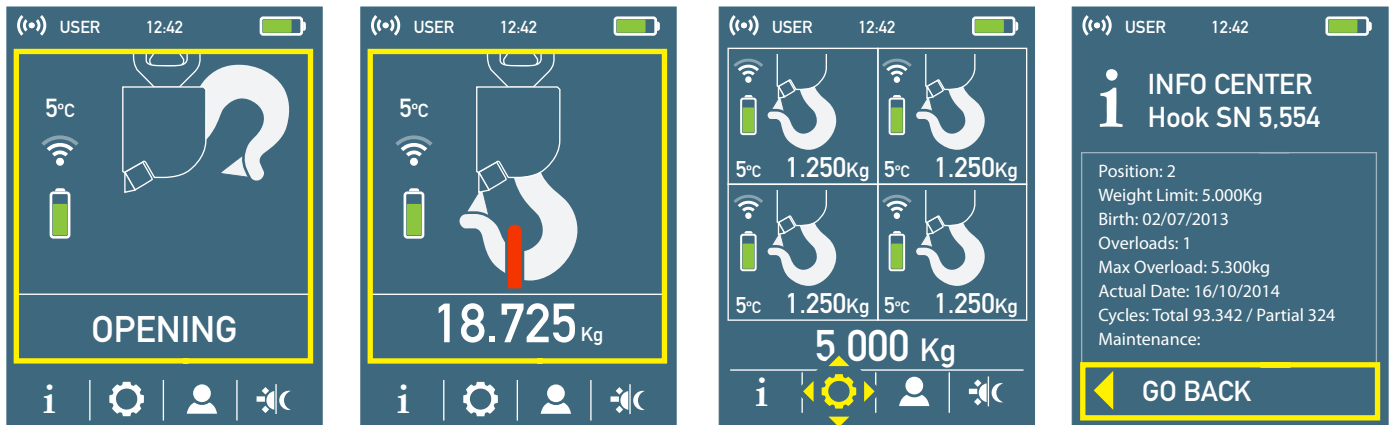 USER 12:42
5°C
OPENING
i
USER 12:42
5°C
18.725 Kg
i
USER 12:42
5°C 1.250Kg 5°C 1.250Kg
5°C 1.250Kg 5°C 1.250Kg
5.000 Kg
i
USER 12:42
i INFO CENTER
Hook SN 5,554
Position: 2
Weight Limit: 5.000Kg
Birth: 02/07/2013
Overloads: 1
Max Overload: 5.300kg
Actual Date: 16/10/2014
Cycles: Total 93.342 / Partial 324
Maintenance:
GO BACK